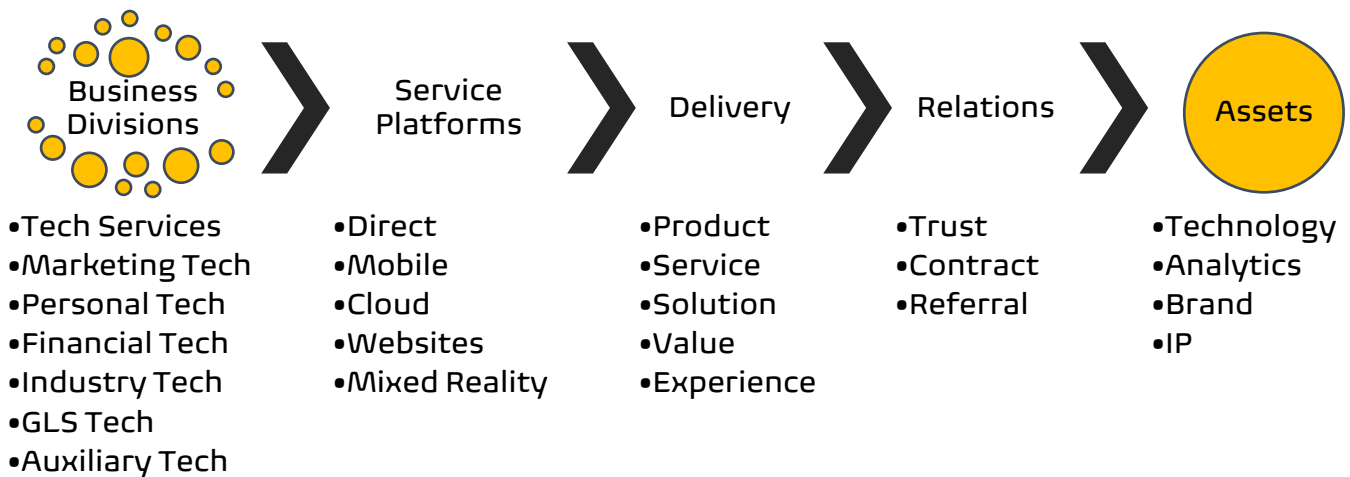 Business
Divisions
Service
Platforms
Delivery
Relations
Assets
•Tech Services
•Marketing Tech
•Personal Tech
•Financial Tech
•Industry Tech
•GLS Tech
•Auxiliary Tech
•Direct
•Mobile
•Cloud
•Websites
•Mixed Reality
•Product
•Service
•Solution
•Value
•Experience
•Trust
•Contract
•Referral
•Technology
•Analytics
•Brand
•IP